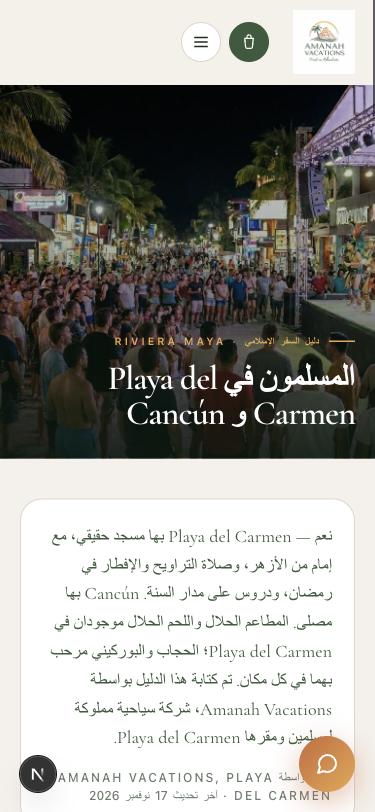 AMANAH
VACATIONS
دليل السفر الإسلامي · RIVIERA MAYA
المسلمون في Playa del
Carmen و Cancún
نعم — Playa del Carmen بها مسجد حقيقي، مع
إمام من الأزهر، وصلاة التراويح والإفطار في
رمضان، ودروس على مدار السنة. Cancún بها
مصلى. المطاعم الحلال واللحم الحلال موجودان في
Playa del Carmen؛ الحجاب والبوركيني مرحب
بهما في كل مكان. تم كتابة هذا الدليل بواسطة
Amanah Vacations، شركة سياحية مملوكة
لمسلمين ومقرها Playa del Carmen.
AMANAH VACATIONS, PLAYA
DEL CARMEN · آخر تحديث 17 نوفمبر 2026
N